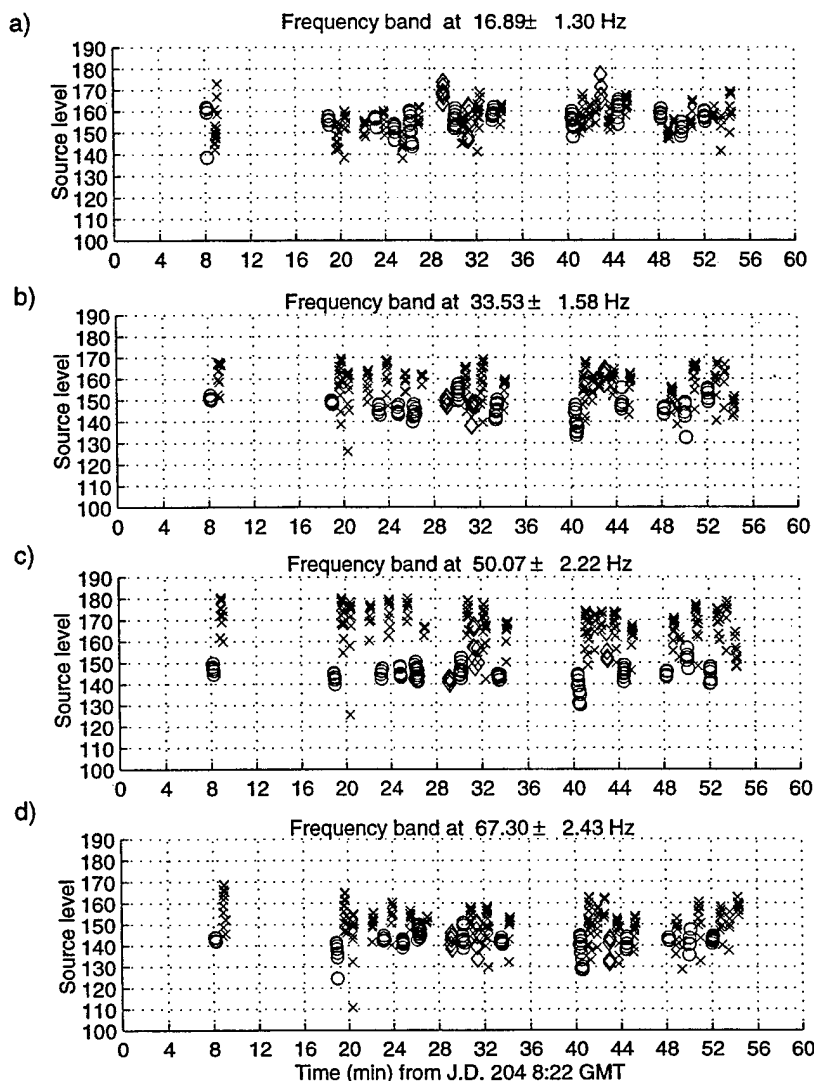 a)
Frequency band at 16.89± 1.30 Hz
Source level
190
180
170
160
150
140
130
120
110
100
0 4 8 12 16 20 24 28 32 36 40 44 48 52 56 60
b)
Frequency band at 33.53± 1.58 Hz
Source level
190
180
170
160
150
140
130
120
110
100
0 4 8 12 16 20 24 28 32 36 40 44 48 52 56 60
c)
Frequency band at 50.07± 2.22 Hz
Source level
190
180
170
160
150
140
130
120
110
100
0 4 8 12 16 20 24 28 32 36 40 44 48 52 56 60
d)
Frequency band at 67.30± 2.43 Hz
Source level
190
180
170
160
150
140
130
120
110
100
0 4 8 12 16 20 24 28 32 36 40 44 48 52 56 60
Time (min) from J.D. 204 8:22 GMT